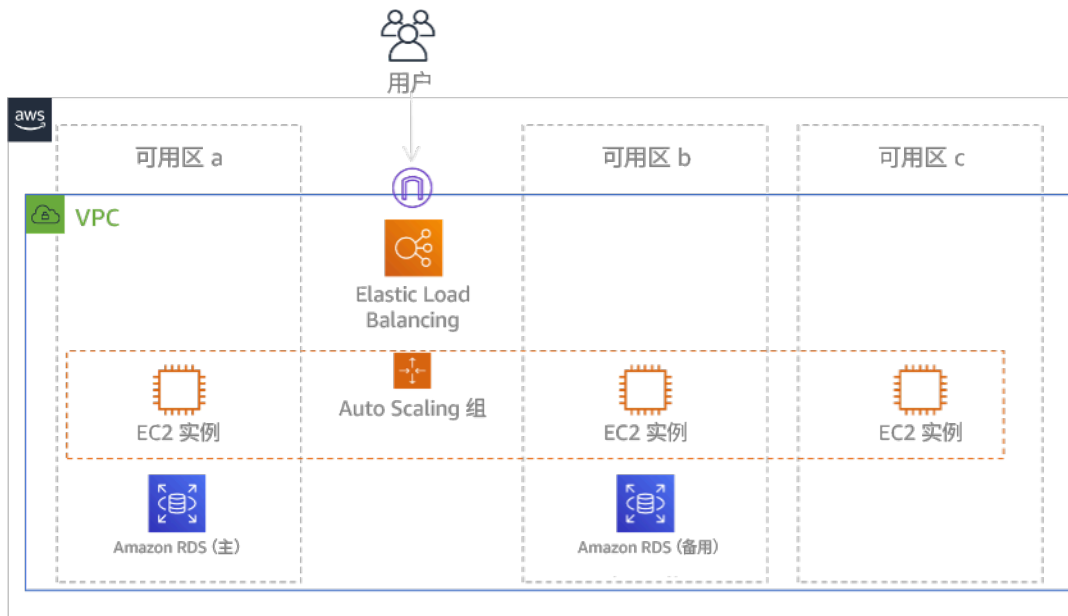 用户
aws
可用区 a
可用区 b
可用区 c
VPC
Elastic Load
Balancing
Auto Scaling 组
EC2 实例
EC2 实例
EC2 实例
Amazon RDS (主)
Amazon RDS (备用)